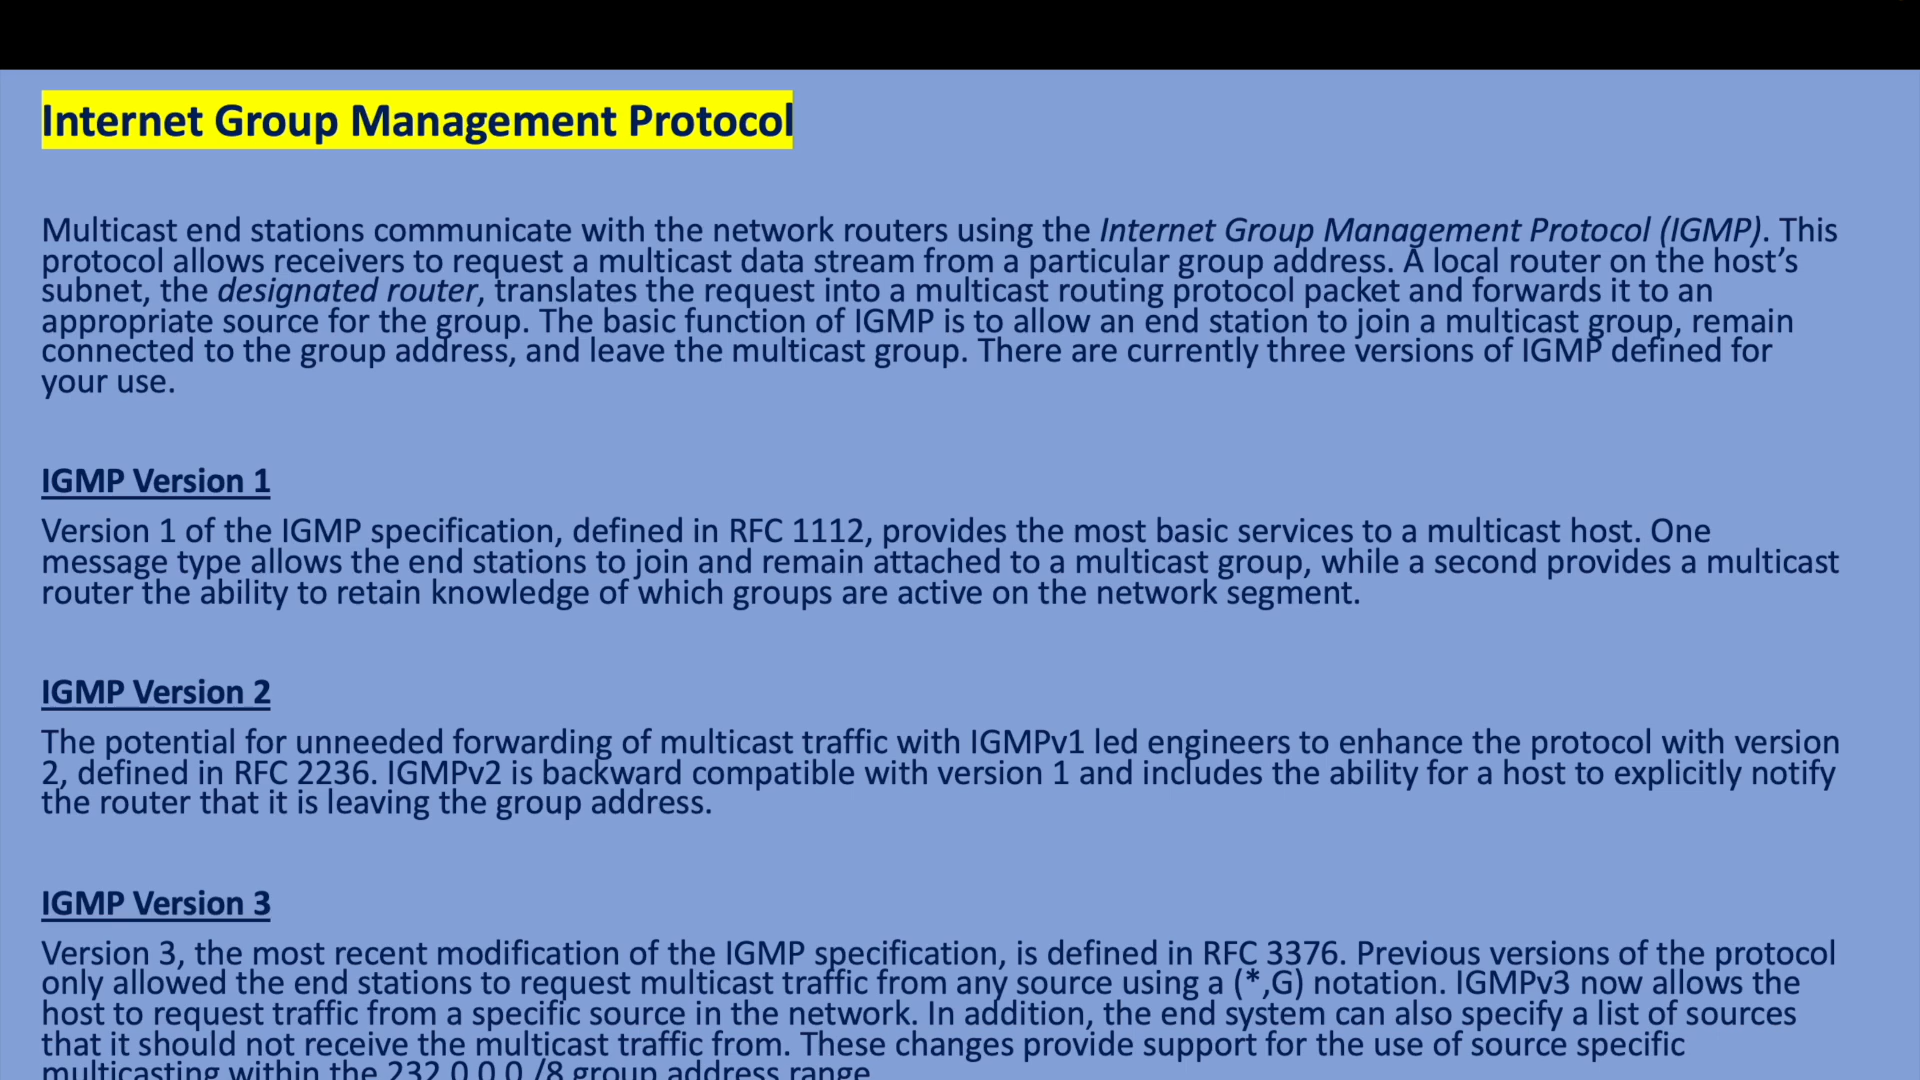 Internet Group Management Protocol
Multicast end stations communicate with the network routers using the Internet Group Management Protocol (IGMP). This
protocol allows receivers to request a multicast data stream from a particular group address. A local router on the host’s
subnet, the designated router, translates the request into a multicast routing protocol packet and forwards it to an
appropriate source for the group. The basic function of IGMP is to allow an end station to join a multicast group, remain
connected to the group address, and leave the multicast group. There are currently three versions of IGMP defined for
your use.
IGMP Version 1
Version 1 of the IGMP specification, defined in RFC 1112, provides the most basic services to a multicast host. One
message type allows the end stations to join and remain attached to a multicast group, while a second provides a multicast
router the ability to retain knowledge of which groups are active on the network segment.
IGMP Version 2
The potential for unneeded forwarding of multicast traffic with IGMPv1 led engineers to enhance the protocol with version
2, defined in RFC 2236. IGMPv2 is backward compatible with version 1 and includes the ability for a host to explicitly notify
the router that it is leaving the group address.
IGMP Version 3
Version 3, the most recent modification of the IGMP specification, is defined in RFC 3376. Previous versions of the protocol
only allowed the end stations to request multicast traffic from any source using a (*,G) notation. IGMPv3 now allows the
host to request traffic from a specific source in the network. In addition, the end system can also specify a list of sources
that it should not receive the multicast traffic from. These changes provide support for the use of source specific
multicasting within the 232.0.0.0 /8 group address range.